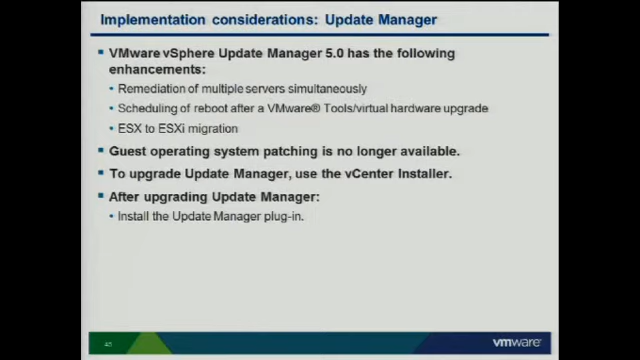 Implementation considerations: Update Manager
VMware vSphere Update Manager 5.0 has the following
enhancements:
Remediation of multiple servers simultaneously
Scheduling of reboot after a VMware® Tools/virtual hardware upgrade
ESX to ESXi migration
Guest operating system patching is no longer available.
To upgrade Update Manager, use the vCenter Installer.
After upgrading Update Manager:
Install the Update Manager plug-in.
vmware